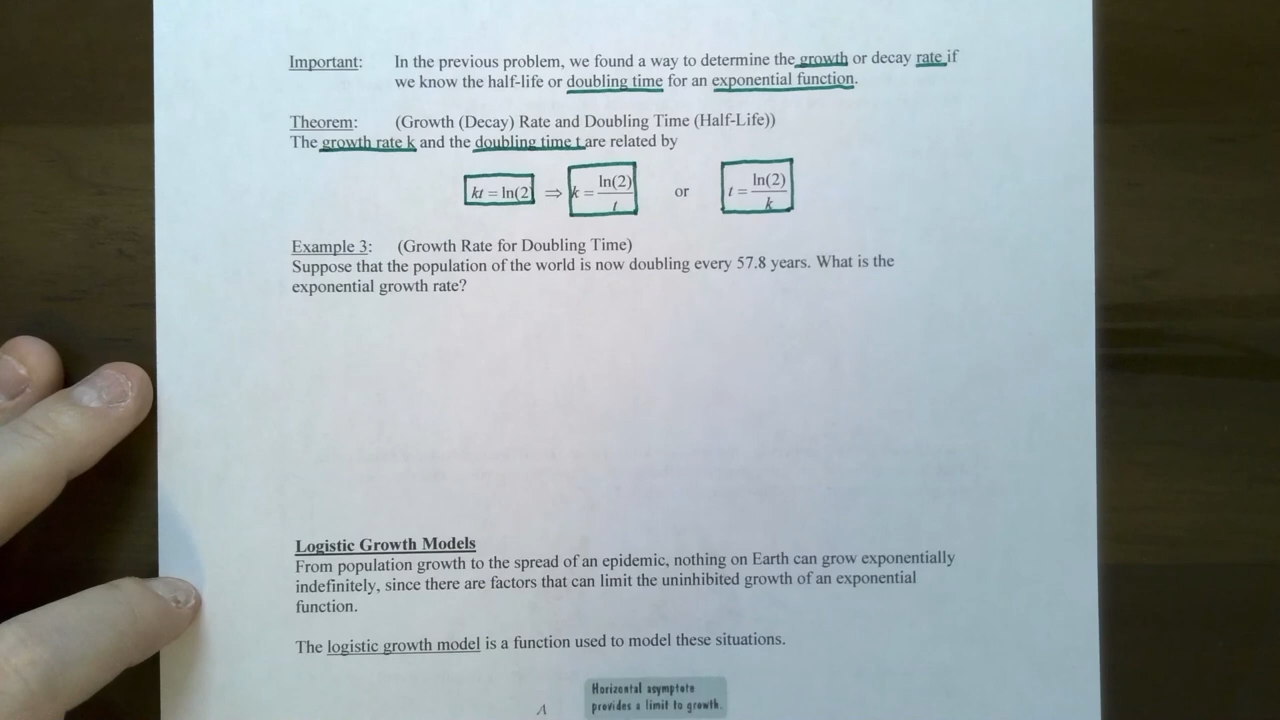 Important: In the previous problem, we found a way to determine the growth or decay rate if
we know the half-life or doubling time for an exponential function.
Theorem: (Growth (Decay) Rate and Doubling Time (Half-Life))
The growth rate k and the doubling time t are related by
kt = ln(2) ⇒ k = ln(2)/t or t = ln(2)/k
Example 3: (Growth Rate for Doubling Time)
Suppose that the population of the world is now doubling every 57.8 years. What is the
exponential growth rate?
Logistic Growth Models
From population growth to the spread of an epidemic, nothing on Earth can grow exponentially
indefinitely, since there are factors that can limit the uninhibited growth of an exponential
function.
The logistic growth model is a function used to model these situations.
Horizontal asymptote
A provides a limit to growth.